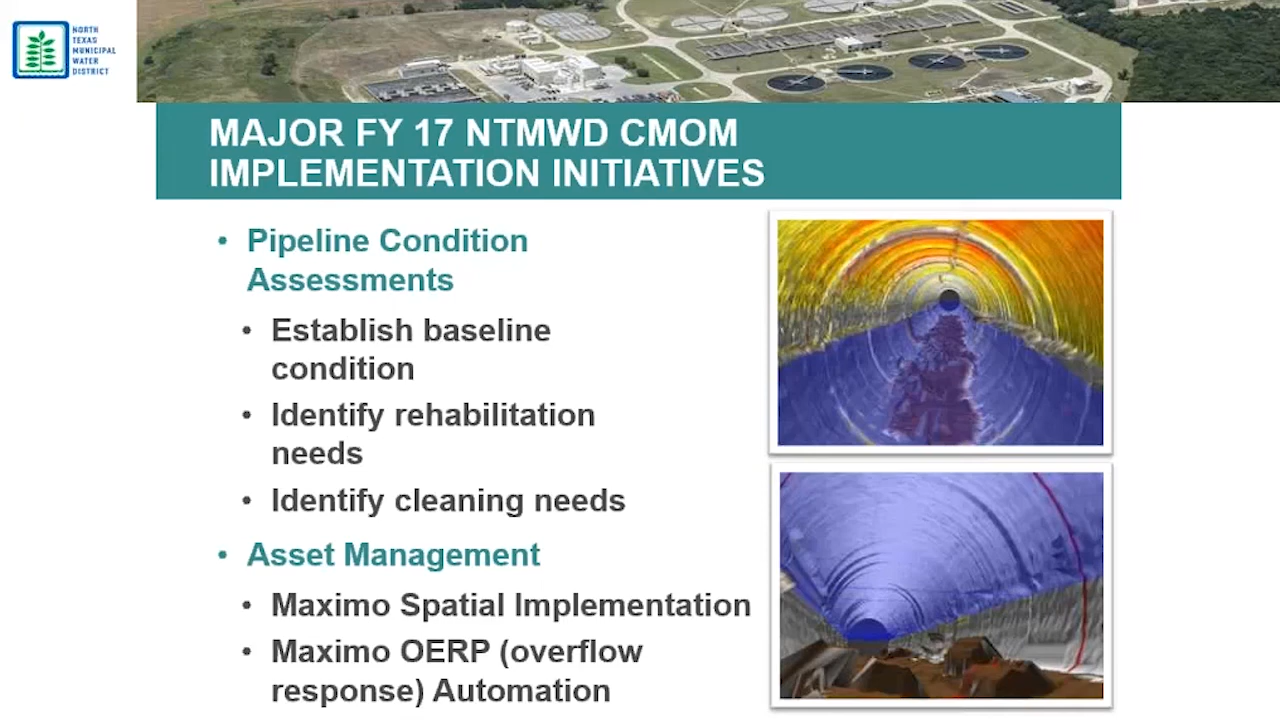 NORTH
TEXAS
MUNICIPAL
WATER
DISTRICT
MAJOR FY 17 NTMWD CMOM
IMPLEMENTATION INITIATIVES
• Pipeline Condition
Assessments
• Establish baseline
condition
• Identify rehabilitation
needs
• Identify cleaning needs
• Asset Management
• Maximo Spatial Implementation
• Maximo OERP (overflow
response) Automation